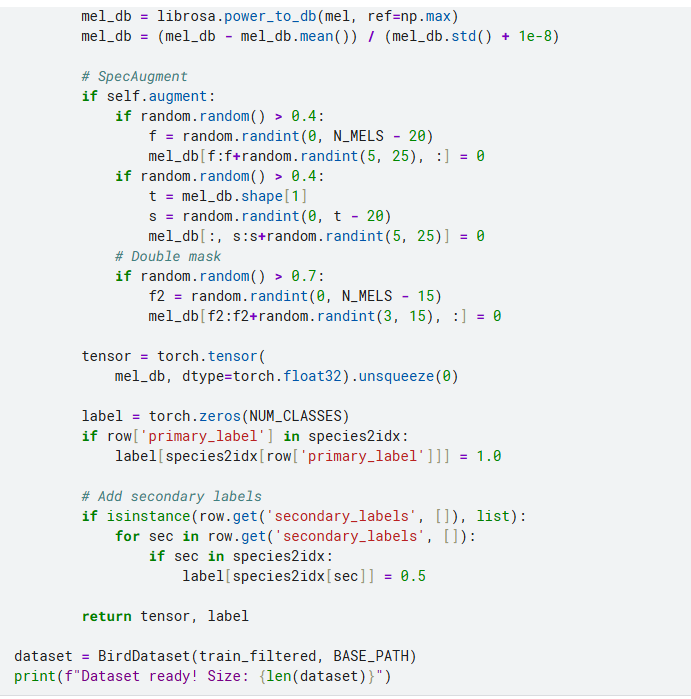 mel_db = librosa.power_to_db(mel, ref=np.max)
mel_db = (mel_db - mel_db.mean()) / (mel_db.std() + 1e-8)
# SpecAugment
if self.augment:
if random.random() > 0.4:
f = random.randint(0, N_MELS - 20)
mel_db[f:f+random.randint(5, 25), :] = 0
if random.random() > 0.4:
t = mel_db.shape[1]
s = random.randint(0, t - 20)
mel_db[:, s:s+random.randint(5, 25)] = 0
# Double mask
if random.random() > 0.7:
f2 = random.randint(0, N_MELS - 15)
mel_db[f2:f2+random.randint(3, 15), :] = 0
tensor = torch.tensor(
mel_db, dtype=torch.float32).unsqueeze(0)
label = torch.zeros(NUM_CLASSES)
if row['primary_label'] in species2idx:
label[species2idx[row['primary_label']]] = 1.0
# Add secondary labels
if isinstance(row.get('secondary_labels', []), list):
for sec in row.get('secondary_labels', []):
if sec in species2idx:
label[species2idx[sec]] = 0.5
return tensor, label
dataset = BirdDataset(train_filtered, BASE_PATH)
print(f"Dataset ready! Size: {len(dataset)}")